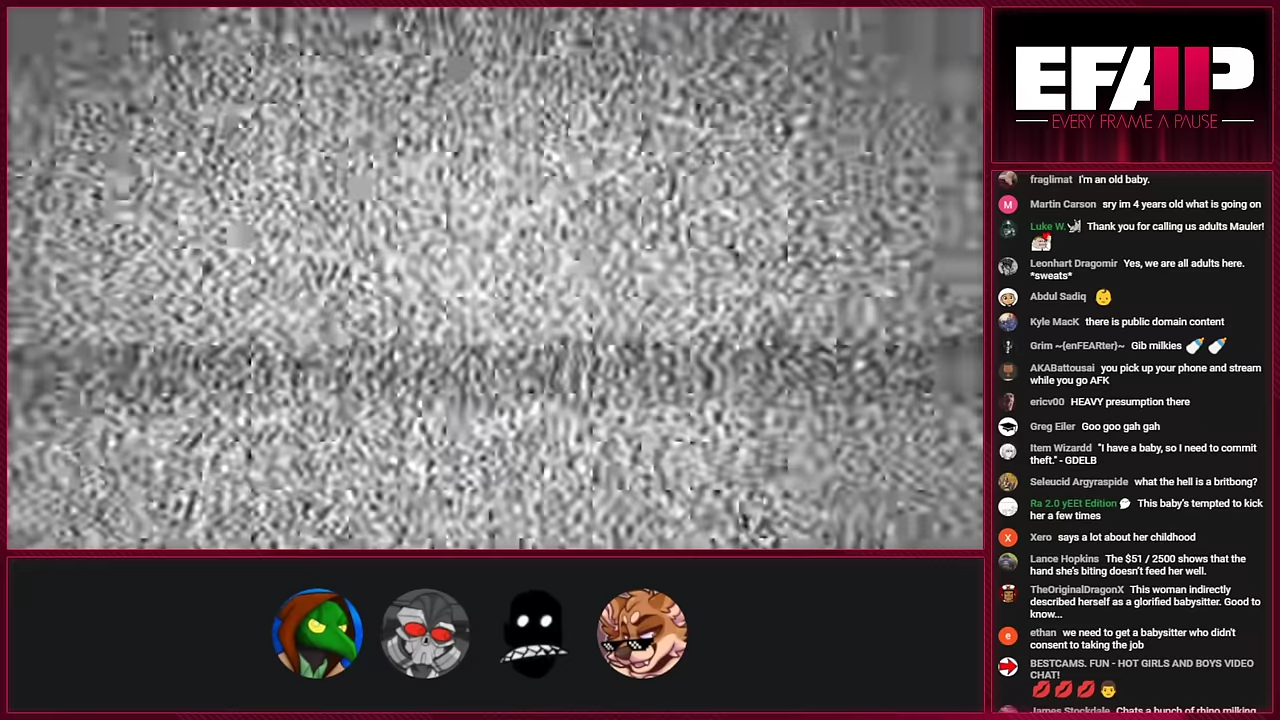 EFAP
EVERY FRAME A PAUSE
fraglimat I'm an old baby.
M
Martin Carson sry im 4 years old what is going on
Luke W. Thank you for calling us adults Mauler!
Leonhart Dragomir Yes, we are all adults here.
*sweats*
Abdul Sadiq
Kyle MacK there is public domain content
Grim ~{enFEARter}~ Gib milkies
AKABattousai you pick up your phone and stream
while you go AFK
ericv00 HEAVY presumption there
Greg Eiler Goo goo gah gah
Item Wizardd "I have a baby, so I need to commit
theft." - GDELB
Seleucid Argyraspide what the hell is a britbong?
Ra 2.0 yEEt Edition This baby's tempted to kick
her a few times
X
Xero says a lot about her childhood
Lance Hopkins The $51 / 2500 shows that the
hand she's biting doesn't feed her well.
TheOriginalDragonX This woman indirectly
described herself as a glorified babysitter. Good to
know...
e
ethan we need to get a babysitter who didn't
consent to taking the job
BESTCAMS. FUN - HOT GIRLS AND BOYS VIDEO
CHAT!
James Stockdale Chats a bunch of rhino milking